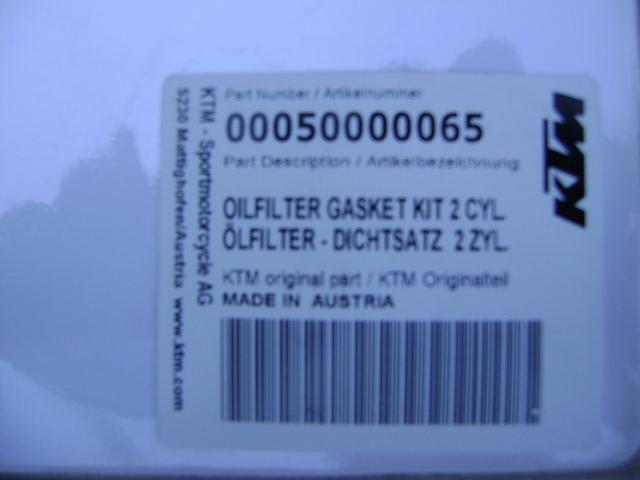 Part Number / Artikelnummer
00050000065
Part Description / Artikelbezeichnung
OILFILTER GASKET KIT 2 CYL.
ÖLFILTER - DICHTSATZ 2 ZYL.
KTM original part / KTM Originalteil
MADE IN AUSTRIA
KTM - Sportmotorcycle AG
5230 Mattighofen/Austria www.ktm.com
KTM